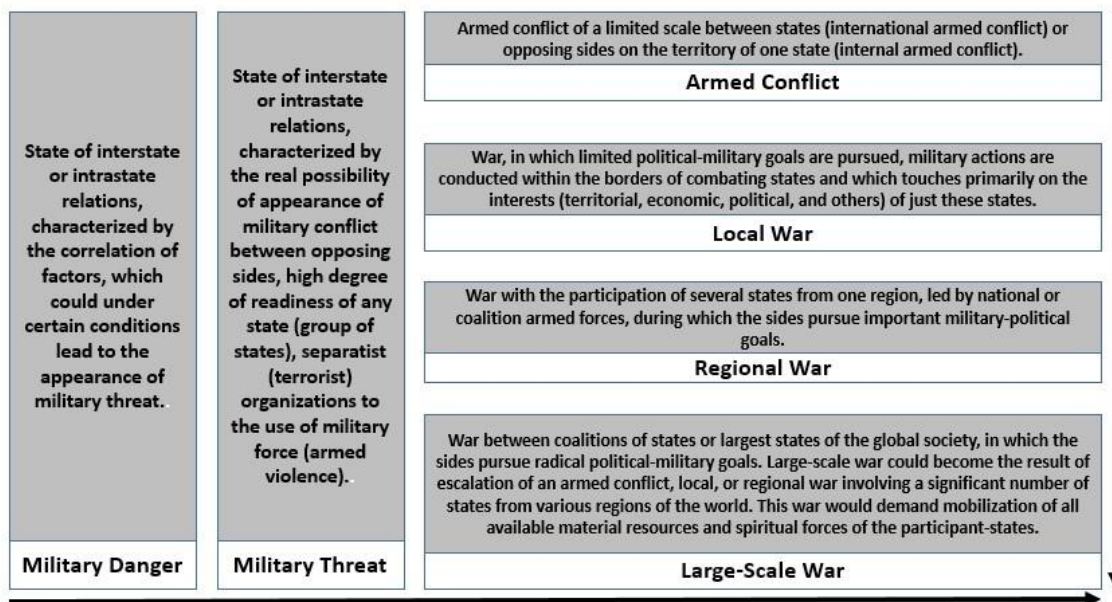 State of interstate
or intrastate
relations,
characterized by
the correlation of
factors, which
could under
certain conditions
lead to the
appearance of
military threat.
Military Danger
State of interstate
or intrastate
relations,
characterized by
the real possibility
of appearance of
military conflict
between opposing
sides, high degree
of readiness of any
state (group of
states), separatist
(terrorist)
organizations to
the use of military
force (armed
violence).
Military Threat
Armed conflict of a limited scale between states (international armed conflict) or
opposing sides on the territory of one state (internal armed conflict).
Armed Conflict
War, in which limited political-military goals are pursued, military actions are
conducted within the borders of combating states and which touches primarily on the
interests (territorial, economic, political, and others) of just these states.
Local War
War with the participation of several states from one region, led by national or
coalition armed forces, during which the sides pursue important military-political
goals.
Regional War
War between coalitions of states or largest states of the global society, in which the
sides pursue radical political-military goals. Large-scale war could become the result of
escalation of an armed conflict, local, or regional war involving a significant number of
states from various regions of the world. This war would demand mobilization of all
available material resources and spiritual forces of the participant-states.
Large-Scale War